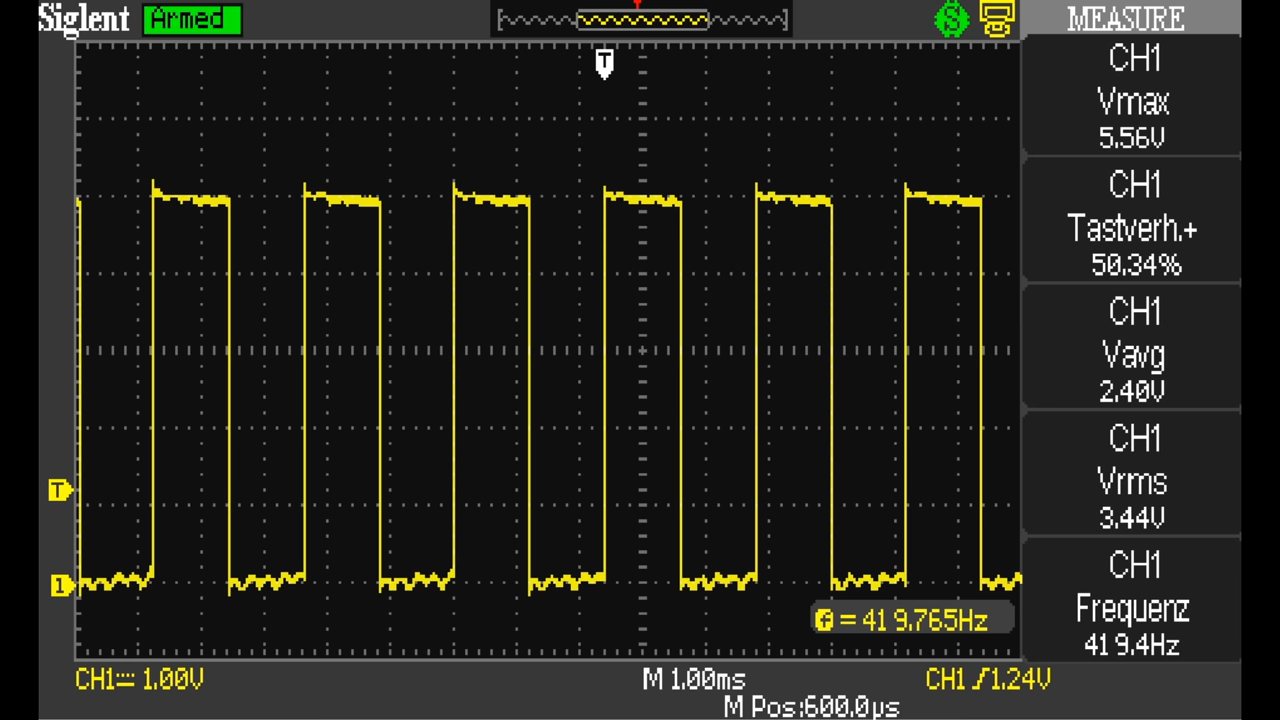 Siglent Armed S MEASURE
T
CH1
Vmax
5.56V
CH1
Tastverh.+
50.34%
CH1
Vavg
2.40V
CH1
Vrms
3.44V
CH1
Frequenz
419.4Hz
T
1
f = 419.765Hz
CH1 1.00V M 1.00ms CH1 1.24V
M Pos:600.0µs